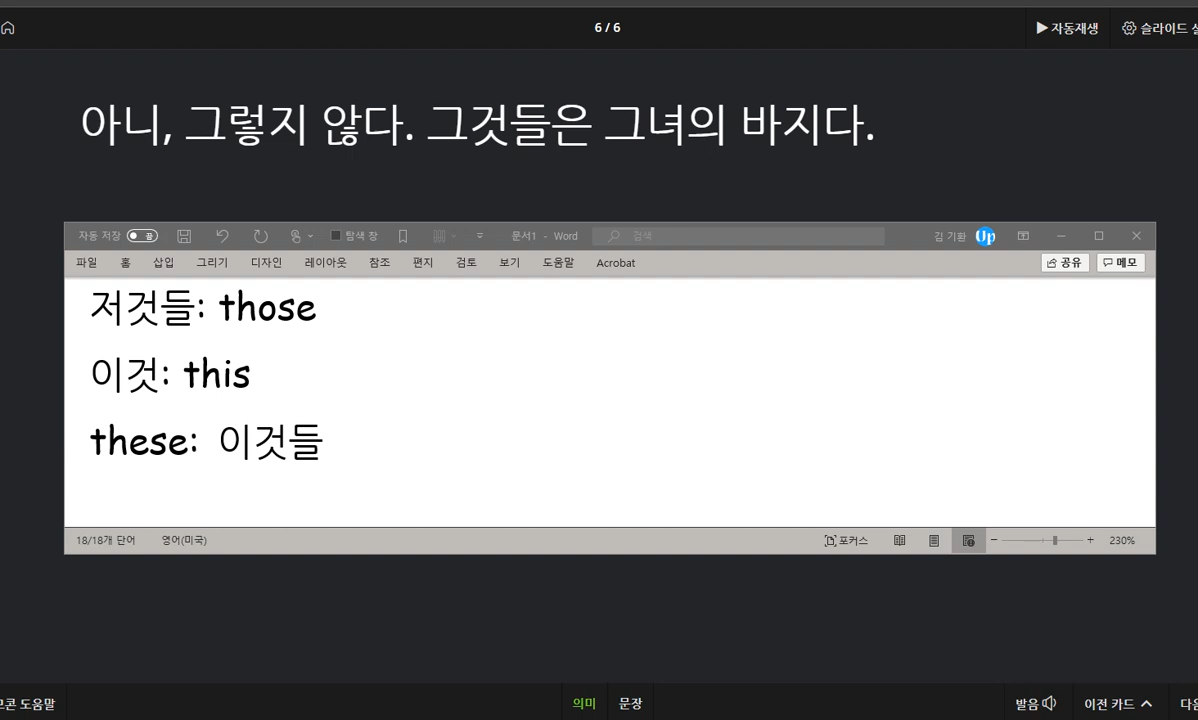 6 / 6
자동재생
슬라이드
아니, 그렇지 않다. 그것들은 그녀의 바지다.
자동 저장 끔 탐색 창 문서1 - Word 검색 김 기환 Up
파일 홈 삽입 그리기 디자인 레이아웃 참조 편지 검토 보기 도움말 Acrobat 공유 메모
저것들: those
이것: this
these: 이것들
18/18개 단어 영어(미국) 포커스 230%
도움말 의미 문장 발음 이전 카드